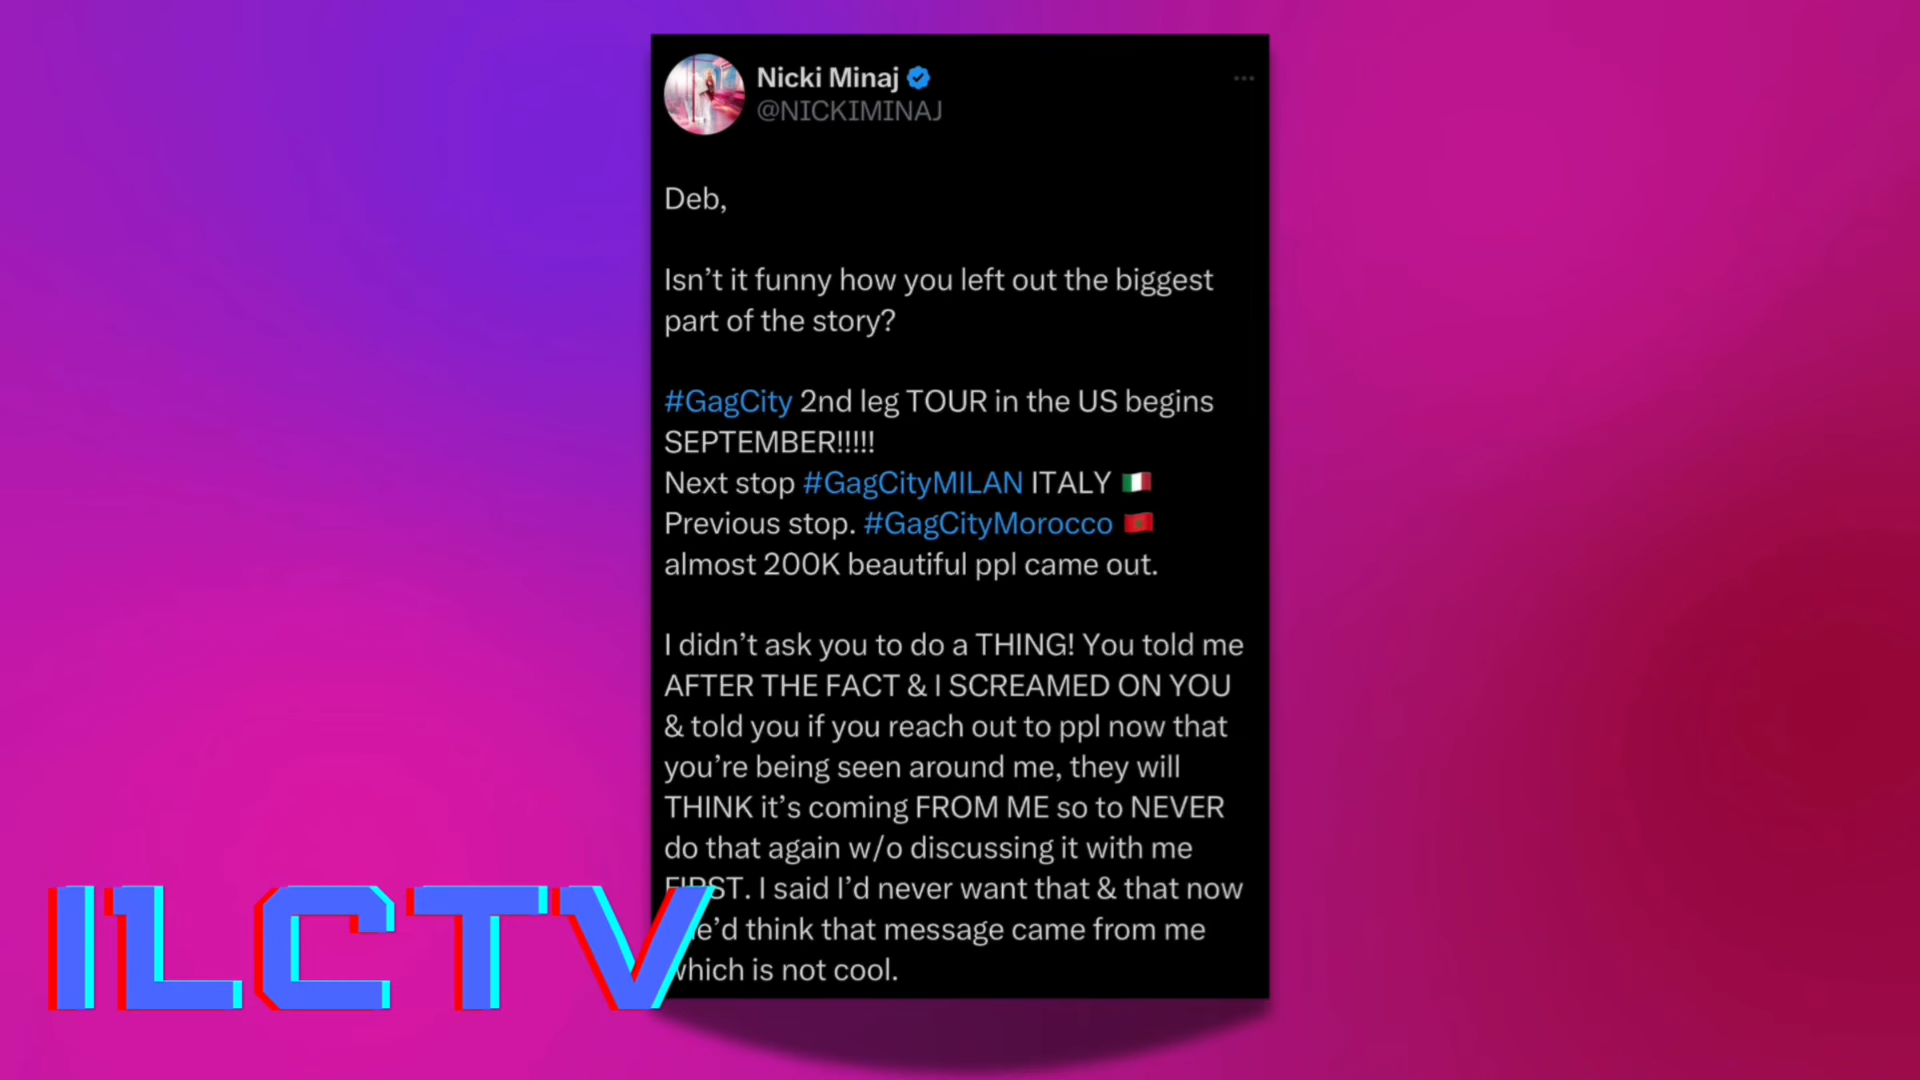 Nicki Minaj
@NICKIMINAJ
Deb,
Isn’t it funny how you left out the biggest
part of the story?
#GagCity 2nd leg TOUR in the US begins
SEPTEMBER!!!!!
Next stop #GagCityMILAN ITALY 🇮🇹
Previous stop. #GagCityMorocco 🇲🇦
almost 200K beautiful ppl came out.
I didn’t ask you to do a THING! You told me
AFTER THE FACT & I SCREAMED ON YOU
& told you if you reach out to ppl now that
you’re being seen around me, they will
THINK it’s coming FROM ME so to NEVER
do that again w/o discussing it with me
FIRST. I said I’d never want that & that now
think that message came from me
which is not cool.
ILCTV